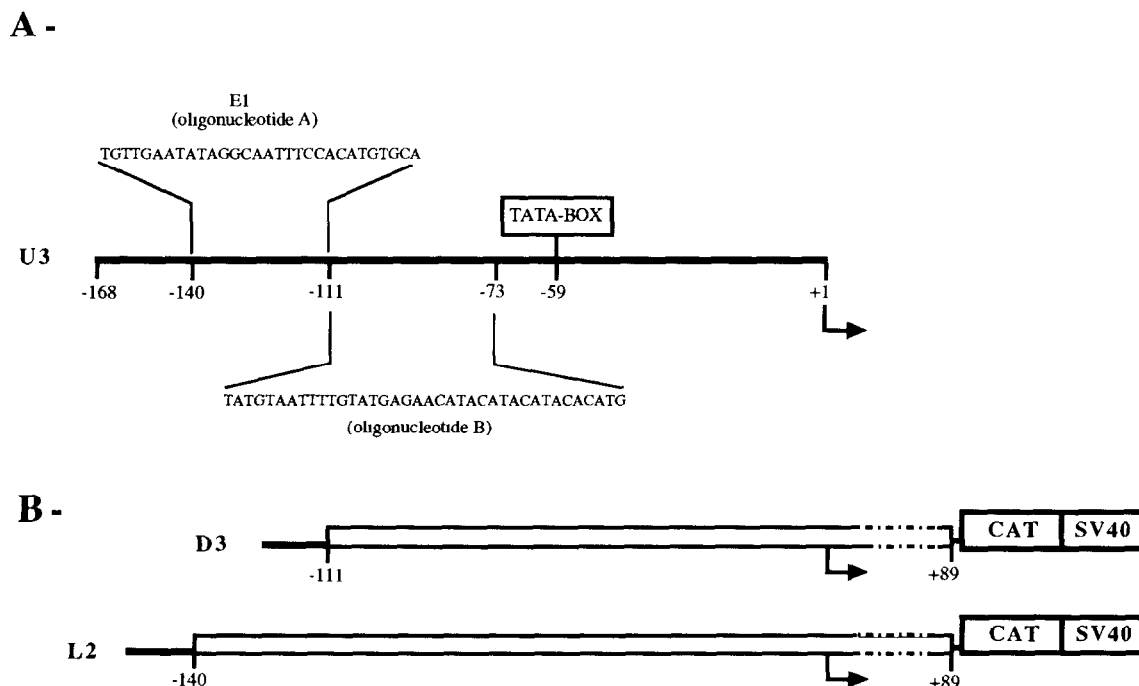 A -
E1
(oligonucleotide A)
TGTTGAATATAGGCAATTTCCACATGTGCA
TATA-BOX
U3
-168 -140 -111 -73 -59 +1
TATGTAATTTTGTATGAGAACATACATACATACACATG
(oligonucleotide B)
B -
D3 CAT SV40
-111 +89
L2 CAT SV40
-140 +89